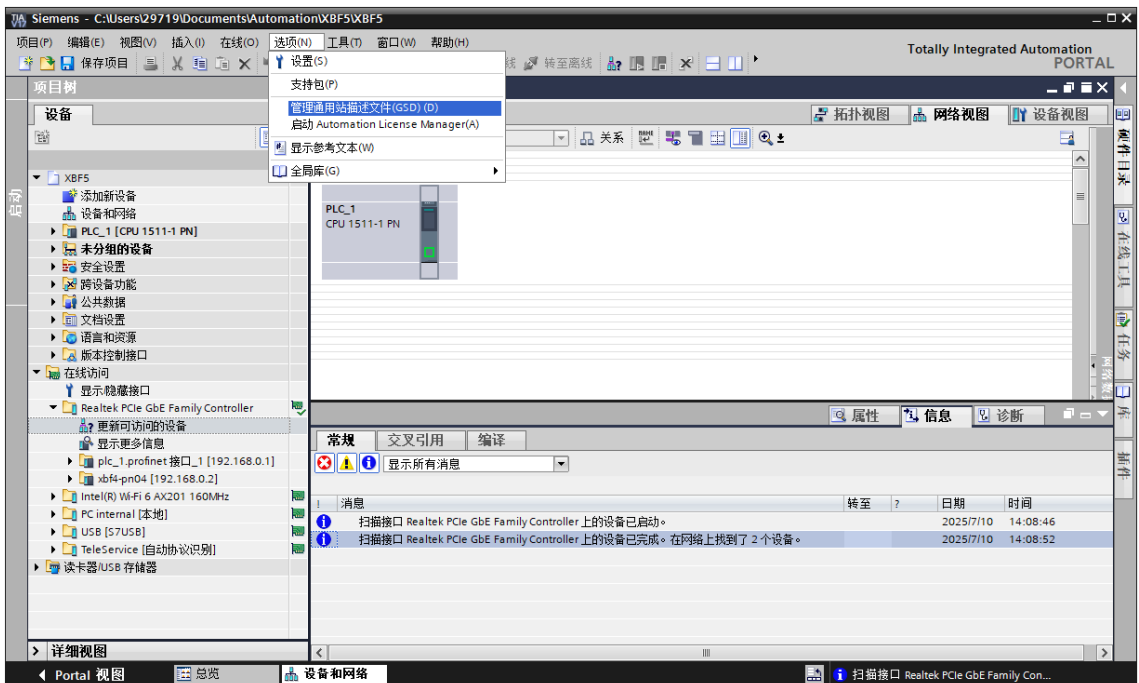 Siemens - C:\Users\29719\Documents\Automation\XBF5\XBF5
项目(P) 编辑(E) 视图(V) 插入(I) 在线(O) 选项(N) 工具(T) 窗口(W) 帮助(H)
Totally Integrated Automation
PORTAL
保存项目
转至离线
设置(S)
支持包(P)
管理通用站描述文件(GSD) (D)
启动 Automation License Manager(A)
显示参考文本(W)
全局库(G)
项目树
设备
拓扑视图 网络视图 设备视图
关系
XBF5
添加新设备
设备和网络
PLC_1 [CPU 1511-1 PN]
未分组的设备
安全设置
跨设备功能
公共数据
文档设置
语言和资源
版本控制接口
在线访问
显示/隐藏接口
Realtek PCIe GbE Family Controller
更新可访问的设备
显示更多信息
plc_1.profinet 接口_1 [192.168.0.1]
xbf4-pn04 [192.168.0.2]
Intel(R) Wi-Fi 6 AX201 160MHz
PC internal [本地]
USB [S7USB]
TeleService [自动协议识别]
读卡器/USB 存储器
详细视图
PLC_1
CPU 1511-1 PN
属性 信息 诊断
常规 交叉引用 编译
显示所有消息
! 消息 转至 ? 日期 时间
扫描接口 Realtek PCIe GbE Family Controller 上的设备已启动。 2025/7/10 14:08:46
扫描接口 Realtek PCIe GbE Family Controller 上的设备已完成。在网络上找到了 2 个设备。 2025/7/10 14:08:52
启动
硬件目录
在线工具
任务
库
插件
Portal 视图 总览 设备和网络
扫描接口 Realtek PCIe GbE Family Con...